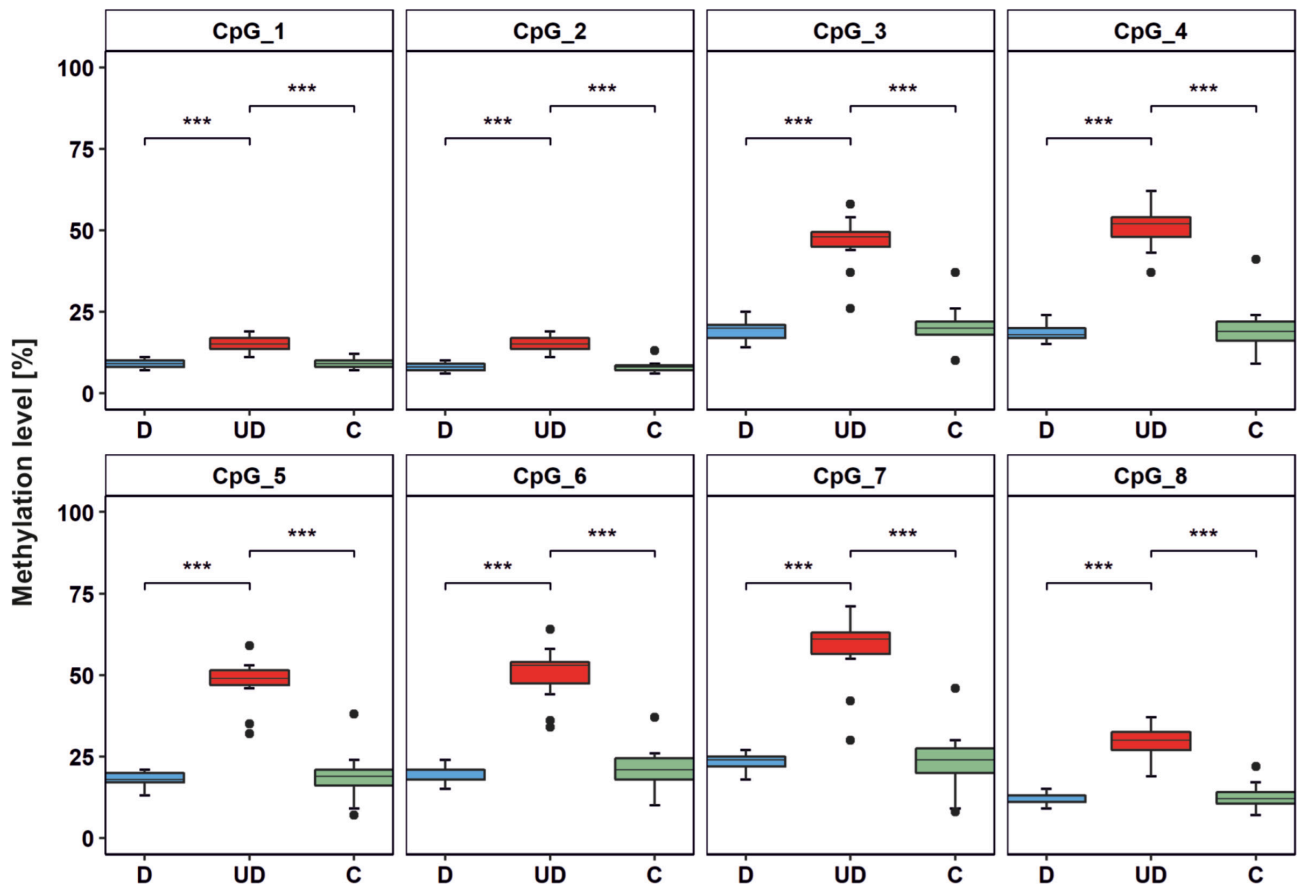 CpG_1 CpG_2 CpG_3 CpG_4
100
*** *** *** ***
*** *** *** ***
75
50
25
0
D UD C D UD C D UD C D UD C
Methylation level [%]
CpG_5 CpG_6 CpG_7 CpG_8
100
*** *** *** ***
*** *** *** ***
75
50
25
0
D UD C D UD C D UD C D UD C